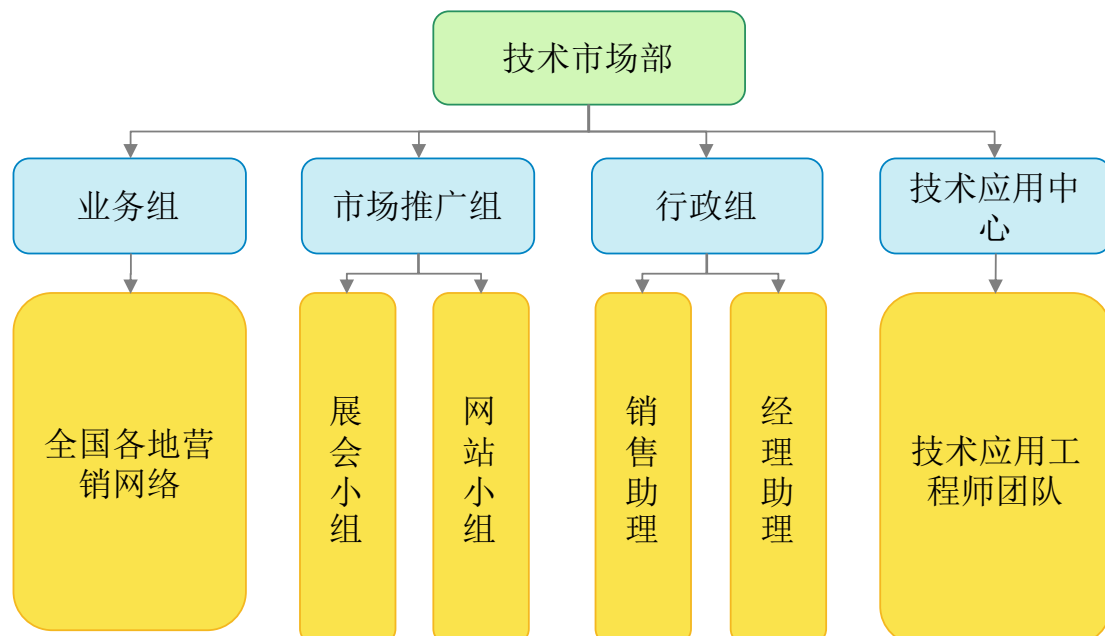 技术市场部
业务组
市场推广组
行政组
技术应用中
心
全国各地营
销网络
展会小组
网站小组
销售助理
经理助理
技术应用工
程师团队